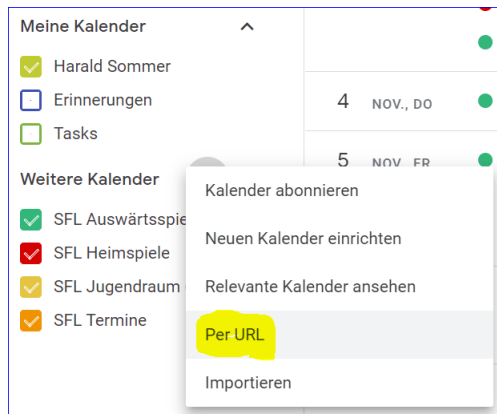 Meine Kalender
Harald Sommer
Erinnerungen
Tasks
Weitere Kalender
SFL Auswärtsspie
SFL Heimspiele
SFL Jugendraum
SFL Termine
4 NOV., DO
5 NOV., FR
Kalender abonnieren
Neuen Kalender einrichten
Relevante Kalender ansehen
Per URL
Importieren